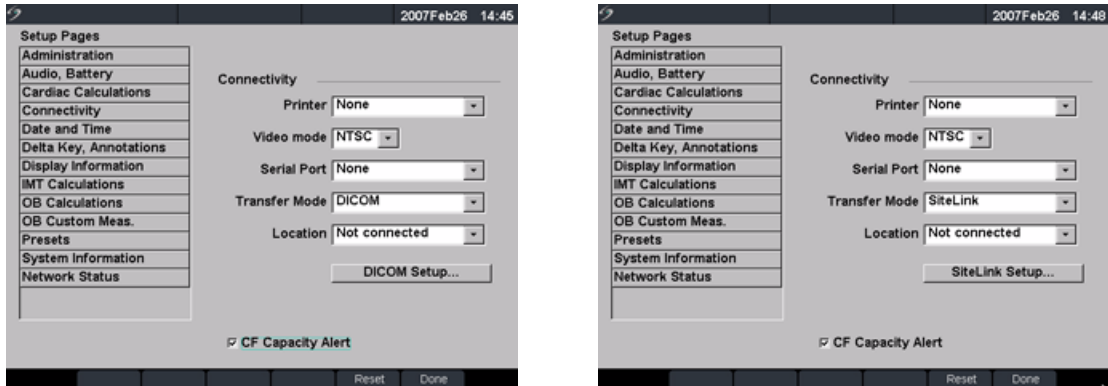 2007Feb26 14:45
Setup Pages
Administration
Audio, Battery
Cardiac Calculations
Connectivity
Date and Time
Delta Key, Annotations
Display Information
IMT Calculations
OB Calculations
OB Custom Meas.
Presets
System Information
Network Status
Connectivity
Printer None
Video mode NTSC
Serial Port None
Transfer Mode DICOM
Location Not connected
DICOM Setup...
CF Capacity Alert
Reset Done
2007Feb26 14:48
Setup Pages
Administration
Audio, Battery
Cardiac Calculations
Connectivity
Date and Time
Delta Key, Annotations
Display Information
IMT Calculations
OB Calculations
OB Custom Meas.
Presets
System Information
Network Status
Connectivity
Printer None
Video mode NTSC
Serial Port None
Transfer Mode SiteLink
Location Not connected
SiteLink Setup...
CF Capacity Alert
Reset Done